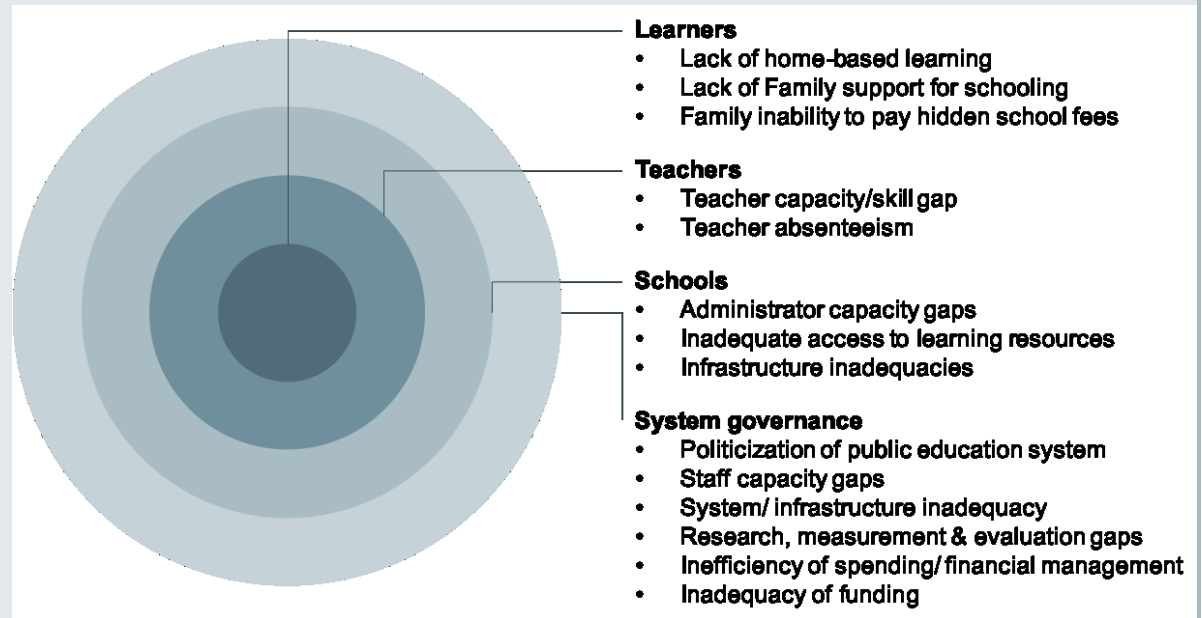 Learners
• Lack of home-based learning
• Lack of Family support for schooling
• Family inability to pay hidden school fees
Teachers
• Teacher capacity/skill gap
• Teacher absenteeism
Schools
• Administrator capacity gaps
• Inadequate access to learning resources
• Infrastructure inadequacies
System governance
• Politicization of public education system
• Staff capacity gaps
• System/ infrastructure inadequacy
• Research, measurement & evaluation gaps
• Inefficiency of spending/ financial management
• Inadequacy of funding